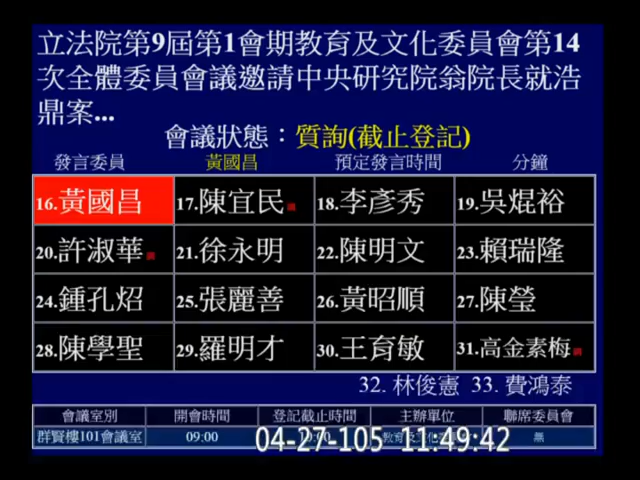 立法院第9屆第1會期教育及文化委員會第14
次全體委員會議邀請中央研究院翁院長就浩
鼎案...
會議狀態：質詢(截止登記)
發言委員 黃國昌 預定發言時間 分鐘
16.黃國昌 17.陳宜民 18.李彥秀 19.吳焜裕
20.許淑華 21.徐永明 22.陳明文 23.賴瑞隆
24.鍾孔炤 25.張麗善 26.黃昭順 27.陳瑩
28.陳學聖 29.羅明才 30.王育敏 31.高金素梅
32. 林俊憲 33. 費鴻泰
會議室別 開會時間 登記截止時間 主辦單位 聯席委員會
群賢樓101會議室 09:00 教育及文化 無
04-27-105 11:49:42